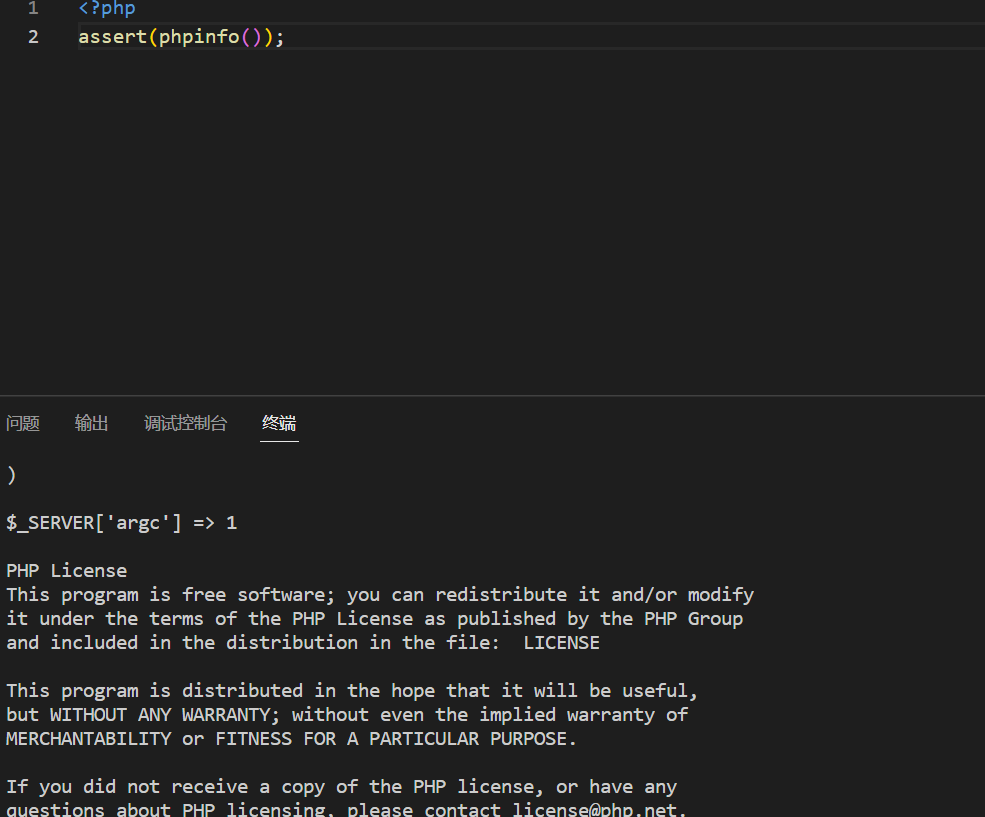 1 <?php
2 assert(phpinfo());
问题 输出 调试控制台 终端
)
$_SERVER['argc'] => 1
PHP License
This program is free software; you can redistribute it and/or modify
it under the terms of the PHP License as published by the PHP Group
and included in the distribution in the file:  LICENSE
This program is distributed in the hope that it will be useful,
but WITHOUT ANY WARRANTY; without even the implied warranty of
MERCHANTABILITY or FITNESS FOR A PARTICULAR PURPOSE.
If you did not receive a copy of the PHP license, or have any
questions about PHP licensing, please contact license@php.net.